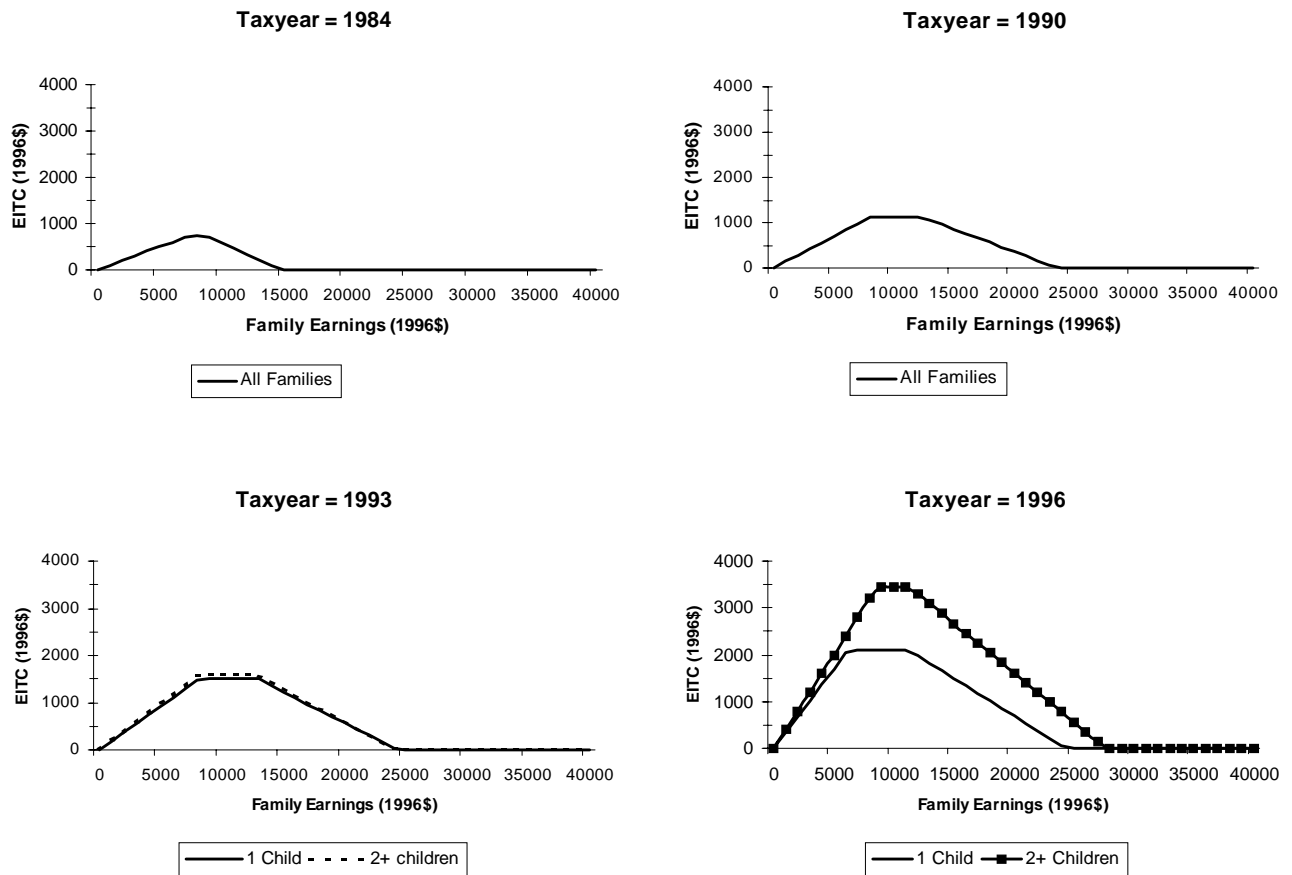 Taxyear = 1984
4000
3000
2000
1000
0
EITC (1996$)
0 5000 10000 15000 20000 25000 30000 35000 40000
Family Earnings (1996$)
All Families
Taxyear = 1990
4000
3000
2000
1000
0
EITC (1996$)
0 5000 10000 15000 20000 25000 30000 35000 40000
Family Earnings (1996$)
All Families
Taxyear = 1993
4000
3000
2000
1000
0
EITC (1996$)
0 5000 10000 15000 20000 25000 30000 35000 40000
Family Earnings (1996$)
1 Child 2+ children
Taxyear = 1996
4000
3000
2000
1000
0
EITC (1996$)
0 5000 10000 15000 20000 25000 30000 35000 40000
Family Earnings (1996$)
1 Child 2+ Children